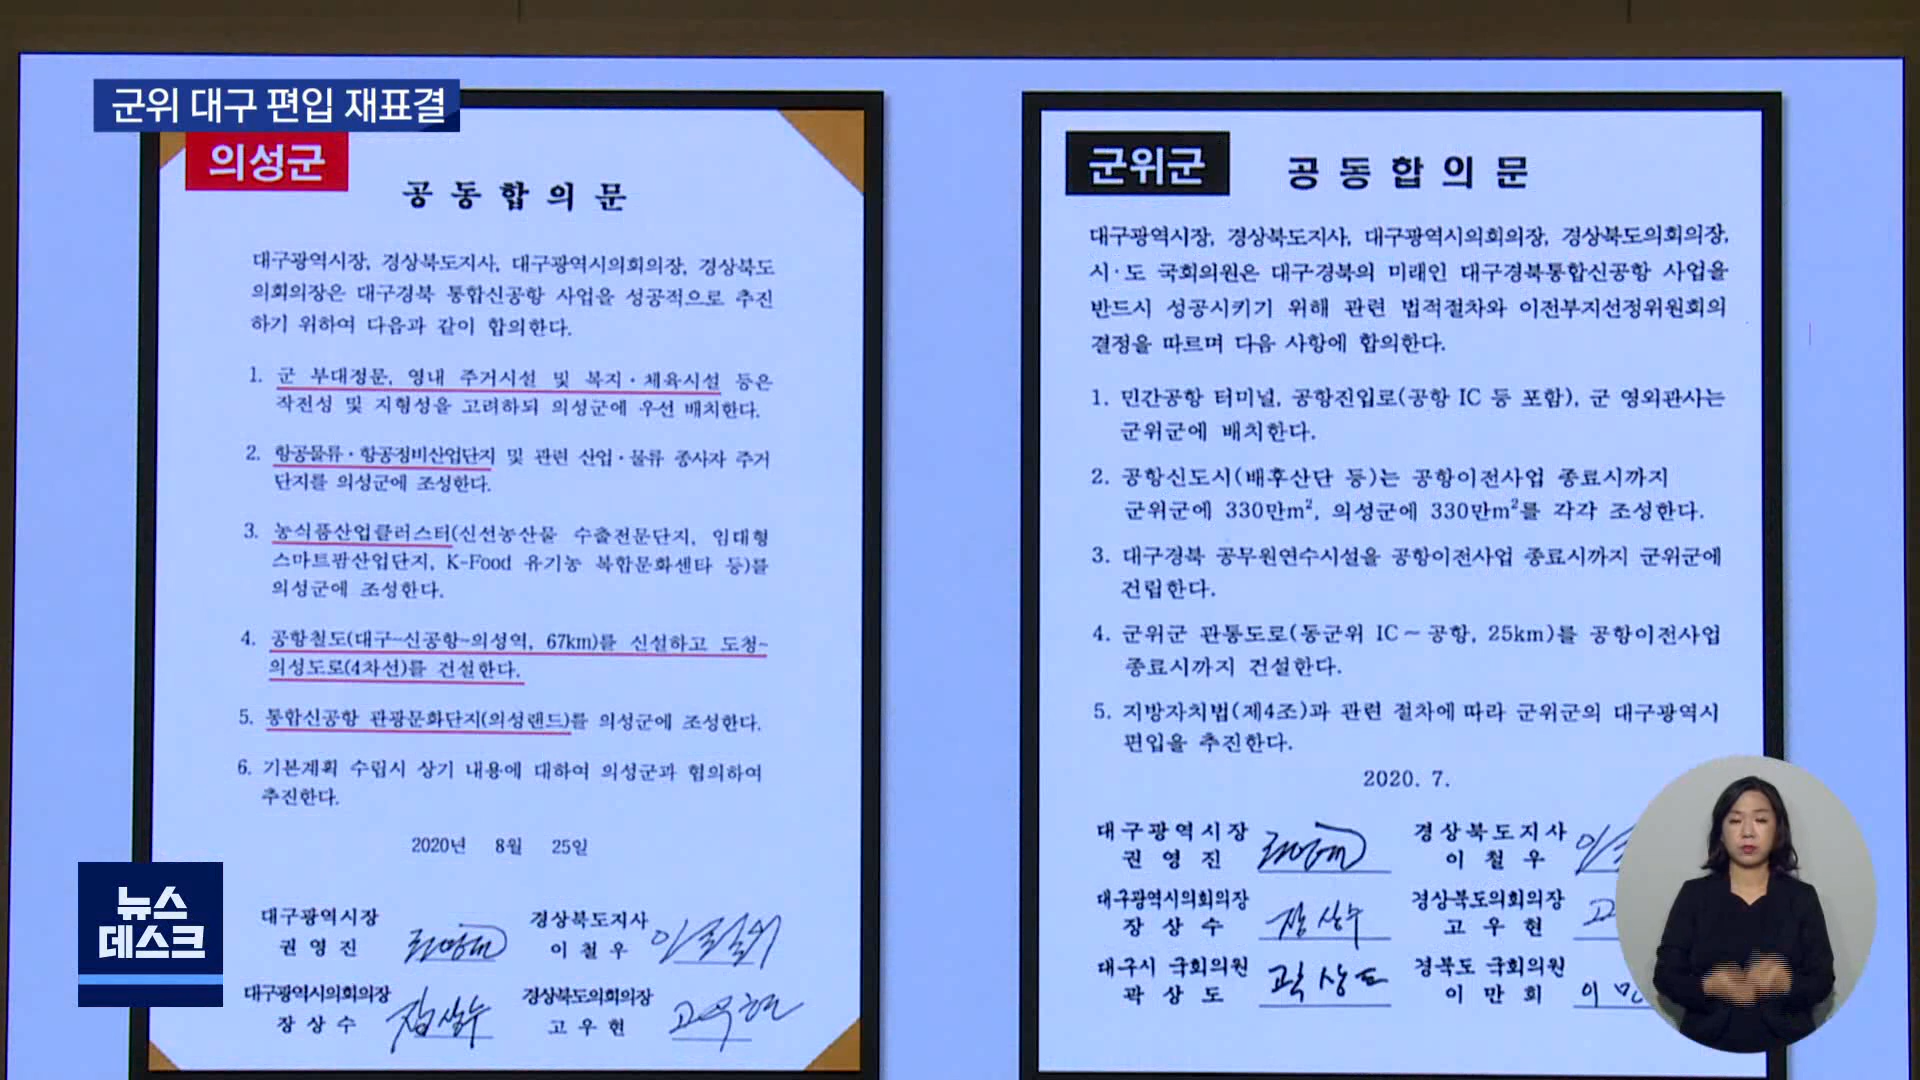 군위 대구 편입 재표결
의성군
공동합의문
대구광역시장, 경상북도지사, 대구광역시의회의장, 경상북도
의회의장은 대구경북 통합신공항 사업을 성공적으로 추진
하기 위하여 다음과 같이 합의한다.
1. 군 부대정문, 영내 주거시설 및 복지·체육시설 등은
작전성 및 지형성을 고려하되 의성군에 우선 배치한다.
2. 항공물류·항공정비산업단지 및 관련 산업·물류 종사자 주거
단지를 의성군에 조성한다.
3. 농식품산업클러스터(신선농산물 수출전문단지, 임대형
스마트팜산업단지, K-Food 유기농 복합문화센타 등)를
의성군에 조성한다.
4. 공항철도(대구-신공항-의성역, 67km)를 신설하고 도청-
의성도로(4차선)를 건설한다.
5. 통합신공항 관광문화단지(의성랜드)를 의성군에 조성한다.
6. 기본계획 수립시 상기 내용에 대하여 의성군과 협의하여
추진한다.
2020년 8월 25일
대구광역시장 경상북도지사
권영진 이철우
대구광역시의회의장 경상북도의회의장
장상수 장상수 고우현 고우현
군위군
공동합의문
대구광역시장, 경상북도지사, 대구광역시의회의장, 경상북도의회의장,
시·도 국회의원은 대구경북의 미래인 대구경북통합신공항 사업을
반드시 성공시키기 위해 관련 법적절차와 이전부지선정위원회의
결정을 따르며 다음 사항에 합의한다.
1. 민간공항 터미널, 공항진입로(공항 IC 등 포함), 군 영외관사는
군위군에 배치한다.
2. 공항신도시(배후산단 등)는 공항이전사업 종료시까지
군위군에 330만m², 의성군에 330만m²를 각각 조성한다.
3. 대구경북 공무원연수시설을 공항이전사업 종료시까지 군위군에
건립한다.
4. 군위군 관통도로(동군위 IC~공항, 25km)를 공항이전사업
종료시까지 건설한다.
5. 지방자치법(제4조)과 관련 절차에 따라 군위군의 대구광역시
편입을 추진한다.
2020. 7.
대구광역시장 경상북도지사
권영진 이철우
대구광역시의회의장 경상북도의회의장
장상수 장상수 고우현
대구시 국회의원 경북도 국회의원
곽상도 곽상도 이만희 이만
뉴스
데스크